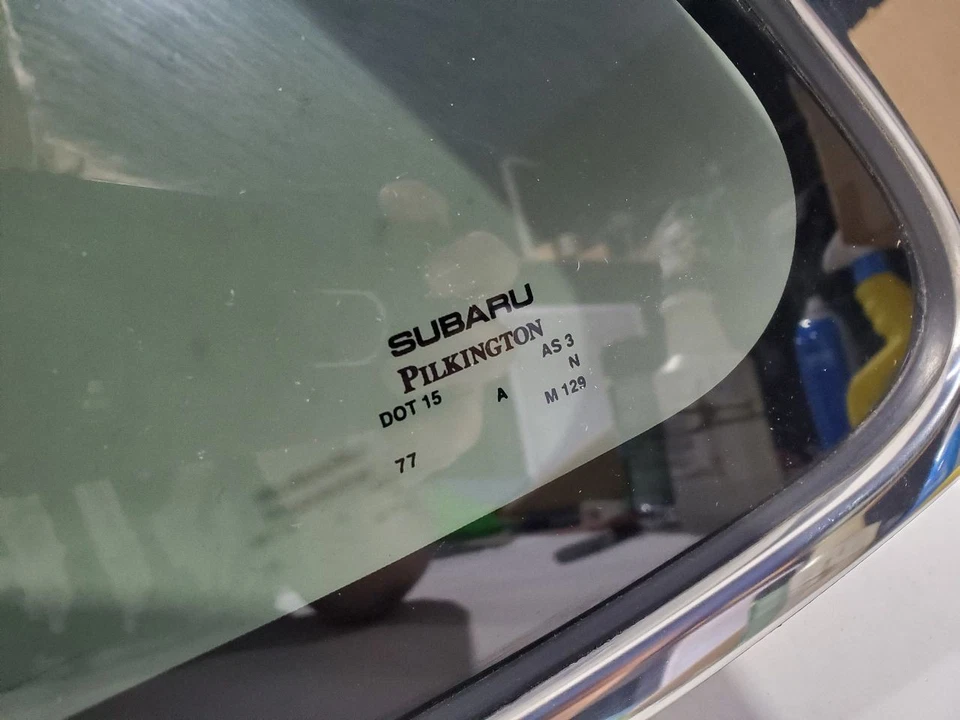 SUBARU
PILKINGTON
AS 3
N
DOT 15 A M 129
77